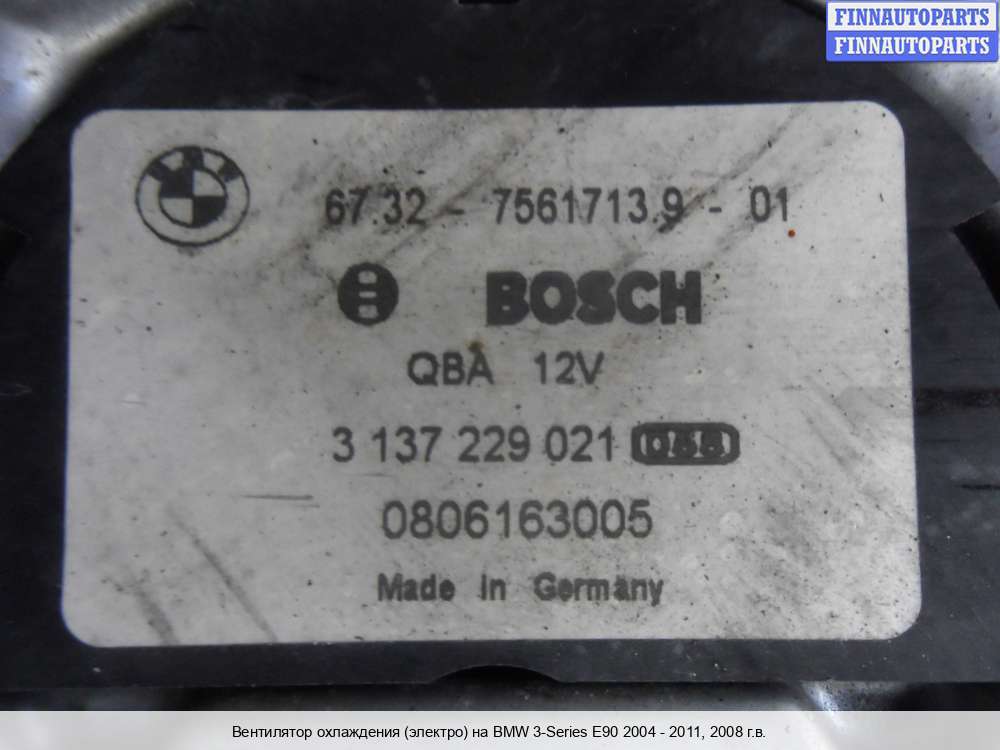 FINNAUTOPARTS
FINNAUTOPARTS
67.32 - 7561713.9 - 01
BOSCH
QBA 12V
3 137 229 021
0806163005
Made in Germany
Вентилятор охлаждения (электро) на BMW 3-Series E90 2004 - 2011, 2008 г.в.